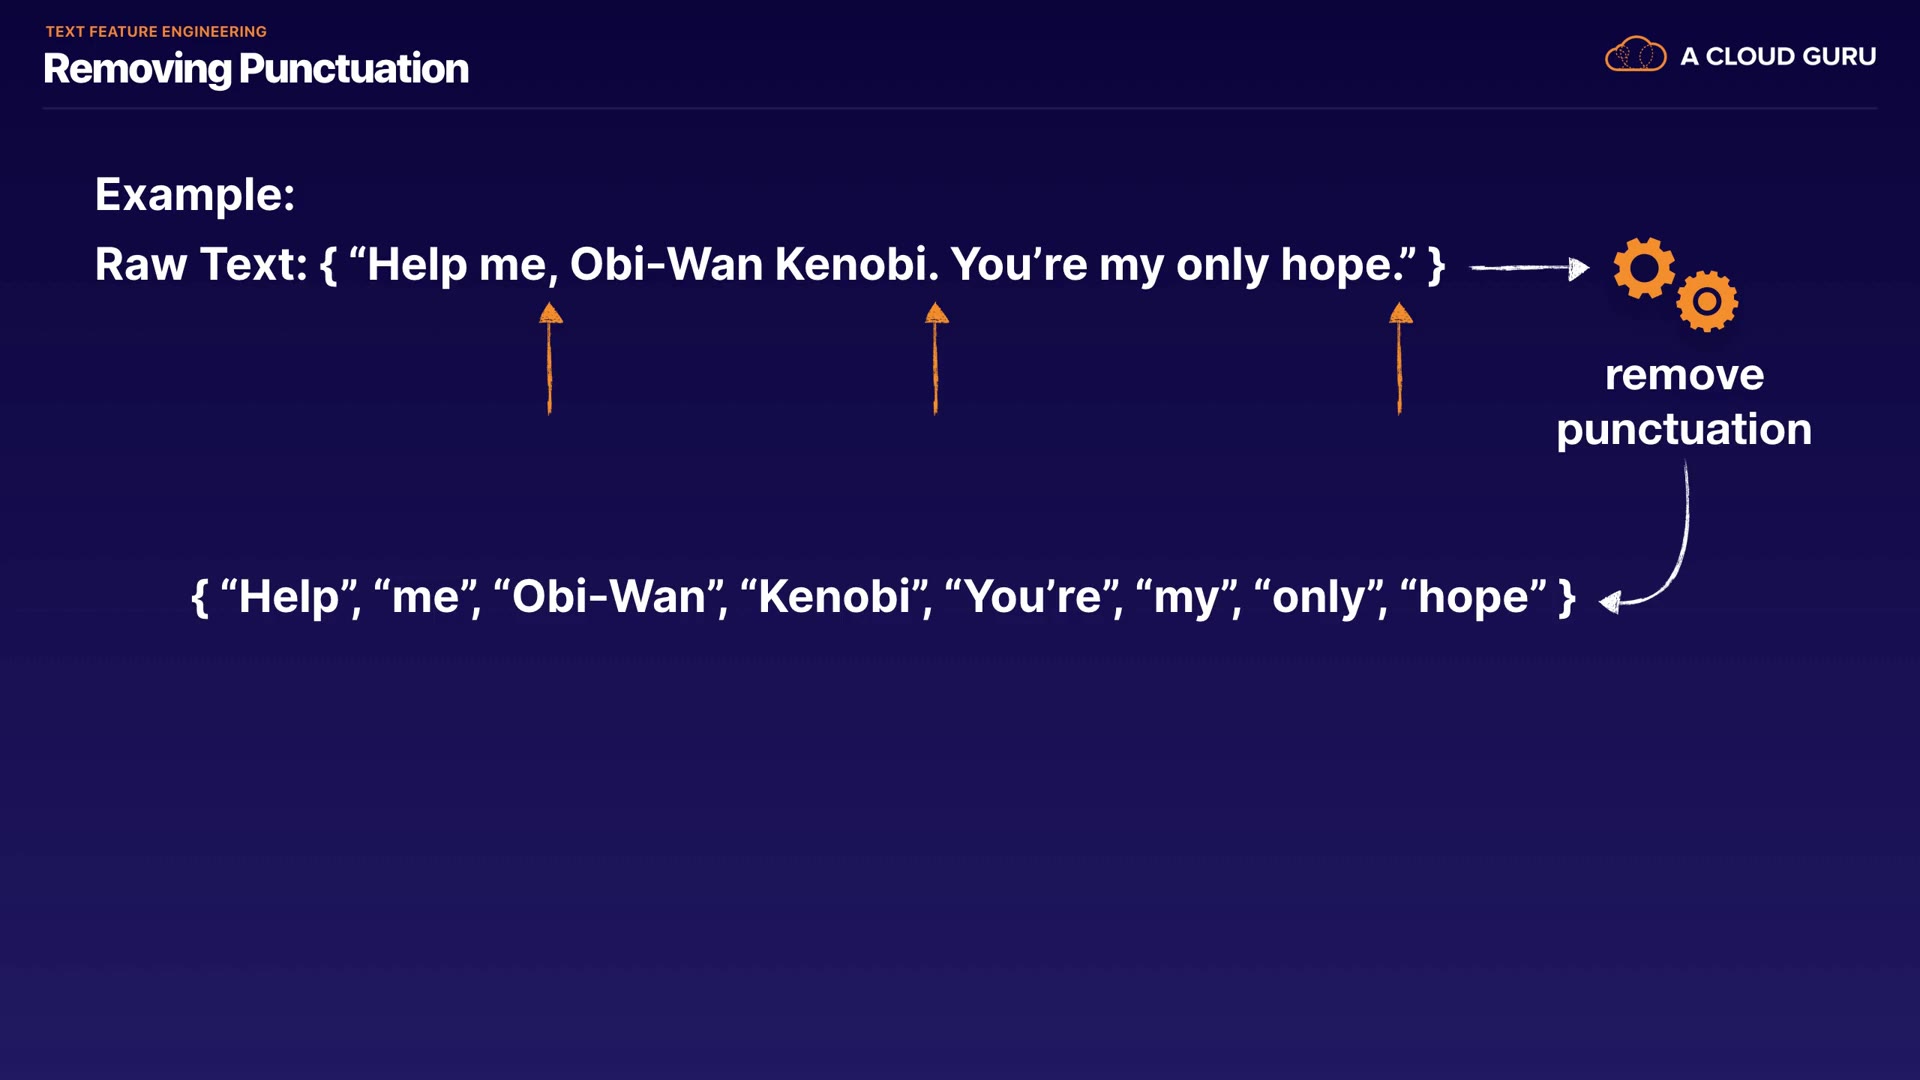 TEXT FEATURE ENGINEERING
Removing Punctuation
A CLOUD GURU
Example:
Raw Text: { “Help me, Obi-Wan Kenobi. You’re my only hope.” }
remove
punctuation
{ “Help”, “me”, “Obi-Wan”, “Kenobi”, “You’re”, “my”, “only”, “hope” }